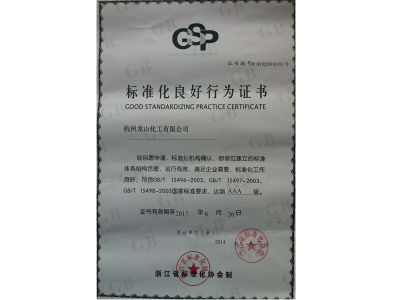 GSP
标准化良好行为证书
GOOD STANDARDIZING PRACTICE CERTIFICATE
杭州龙山化工有限公司
经自愿申请，标准化机构确认，你单位建立的标准
体系结构合理、运行有效、满足企业需要，标准化工作
良好，符合GB/T 15496-2003、GB/T 15497-2003、
GB/T 15498-2003国家标准要求，达到 AAA 级。
证书有效期至2017 年 6 月 26日
2014
浙江省标准化协会制